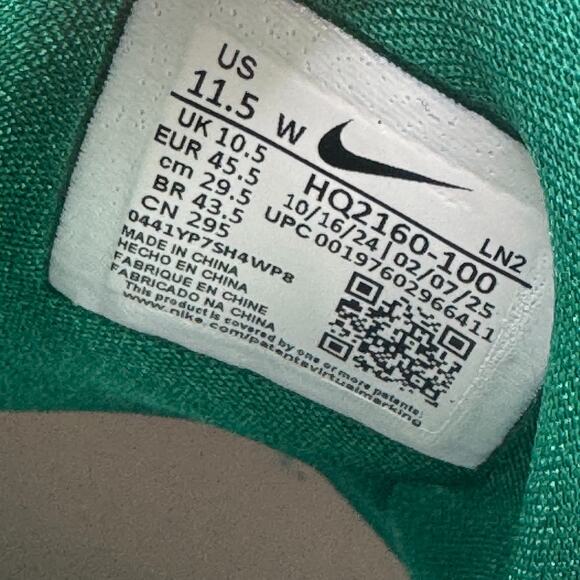 US
11.5 W
UK 10.5
EUR 45.5
cm 29.5
BR 43.5
CN 295
0441YP7SH4WP8
MADE IN CHINA
HECHO EN CHINA
FABRIQUE EN CHINE
FABRICADO NA CHINA
This product is covered by one or more patents:
www.nike.com/patentsvirtualmarking
LN2
HQ2160-100
10/16/24 | 02/07/25
UPC 00197602966411